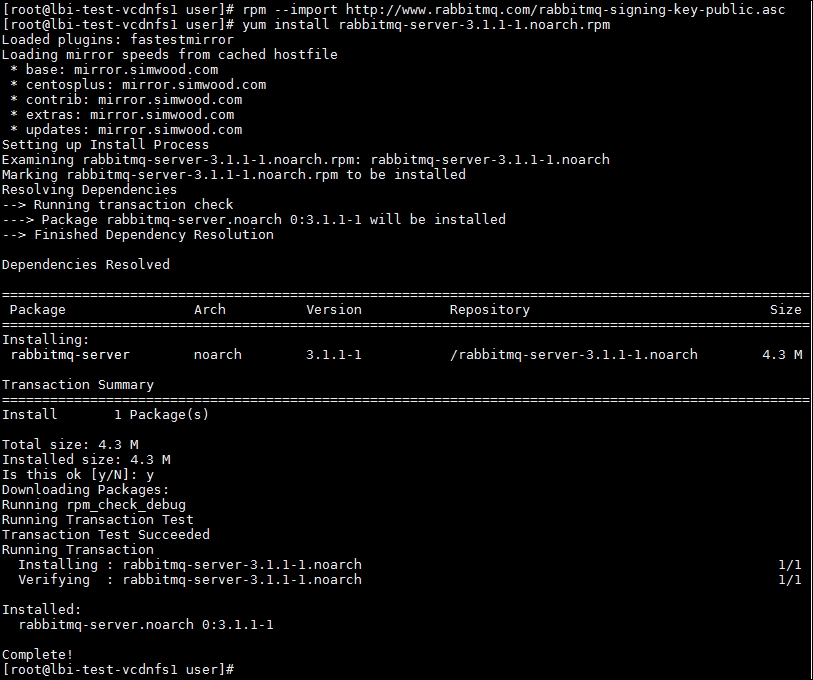 [root@lbi-test-vcdnfs1 user]# rpm --import http://www.rabbitmq.com/rabbitmq-signing-key-public.asc
[root@lbi-test-vcdnfs1 user]# yum install rabbitmq-server-3.1.1-1.noarch.rpm
Loaded plugins: fastestmirror
Loading mirror speeds from cached hostfile
 * base: mirror.simwood.com
 * centosplus: mirror.simwood.com
 * contrib: mirror.simwood.com
 * extras: mirror.simwood.com
 * updates: mirror.simwood.com
Setting up Install Process
Examining rabbitmq-server-3.1.1-1.noarch.rpm: rabbitmq-server-3.1.1-1.noarch
Marking rabbitmq-server-3.1.1-1.noarch.rpm to be installed
Resolving Dependencies
--> Running transaction check
---> Package rabbitmq-server.noarch 0:3.1.1-1 will be installed
--> Finished Dependency Resolution

Dependencies Resolved

=====================================================================================================
 Package                Arch          Version           Repository                              Size
=====================================================================================================
Installing:
 rabbitmq-server        noarch        3.1.1-1           /rabbitmq-server-3.1.1-1.noarch        4.3 M

Transaction Summary
=====================================================================================================
Install       1 Package(s)

Total size: 4.3 M
Installed size: 4.3 M
Is this ok [y/N]: y
Downloading Packages:
Running rpm_check_debug
Running Transaction Test
Transaction Test Succeeded
Running Transaction
  Installing : rabbitmq-server-3.1.1-1.noarch                                                    1/1
  Verifying  : rabbitmq-server-3.1.1-1.noarch                                                    1/1

Installed:
  rabbitmq-server.noarch 0:3.1.1-1

Complete!
[root@lbi-test-vcdnfs1 user]#